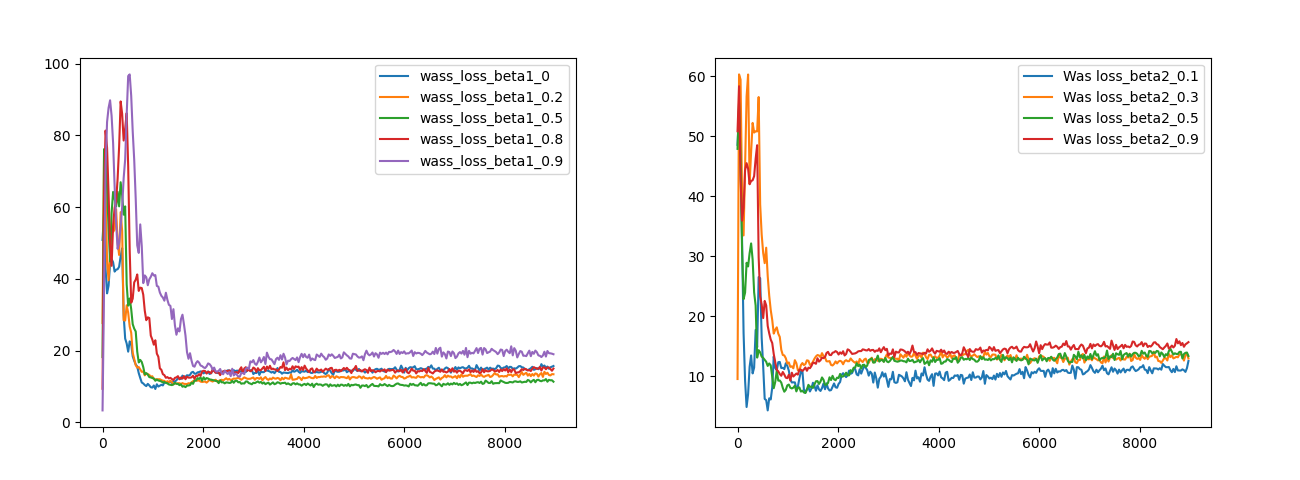 100
80
60
40
20
0
0
2000
4000
6000
8000
wass_loss_beta1_0
wass_loss_beta1_0.2
wass_loss_beta1_0.5
wass_loss_beta1_0.8
wass_loss_beta1_0.9
60
50
40
30
20
10
0
2000
4000
6000
8000
Was loss_beta2_0.1
Was loss_beta2_0.3
Was loss_beta2_0.5
Was loss_beta2_0.9